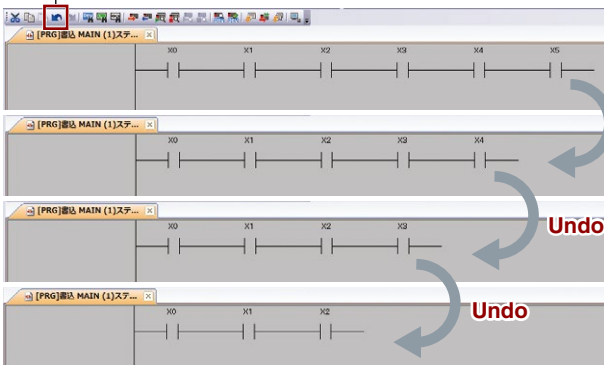 [PRG]書込 MAIN (1)ステ...
X0 X1 X2 X3 X4 X5
[PRG]書込 MAIN (1)ステ...
X0 X1 X2 X3 X4
[PRG]書込 MAIN (1)ステ...
X0 X1 X2 X3
Undo
[PRG]書込 MAIN (1)ステ...
X0 X1 X2
Undo